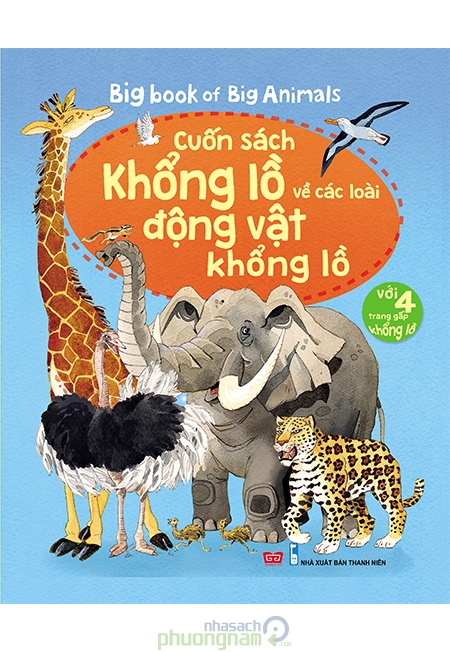 Big book of Big Animals
Cuốn sách
Khổng lồ về các loài
động vật
khổng lồ
với 4
trang gấp
khổng lồ
NHÀ XUẤT BẢN THANH NIÊN
nhasach
phuongnam
.com